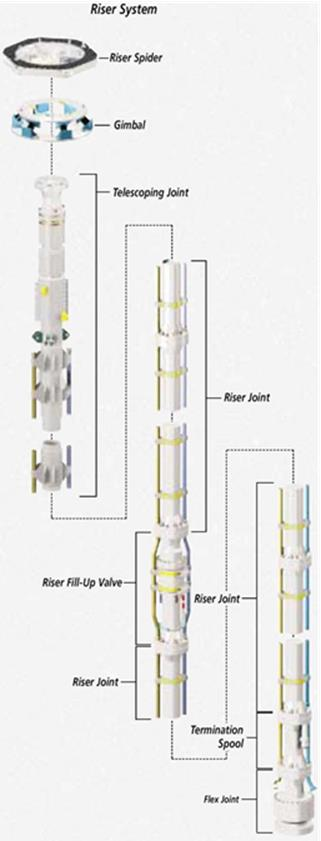 Riser System
Riser Spider
Gimbal
Telescoping Joint
Riser Joint
Riser Fill-Up Valve
Riser Joint
Riser Joint
Termination
Spool
Flex Joint